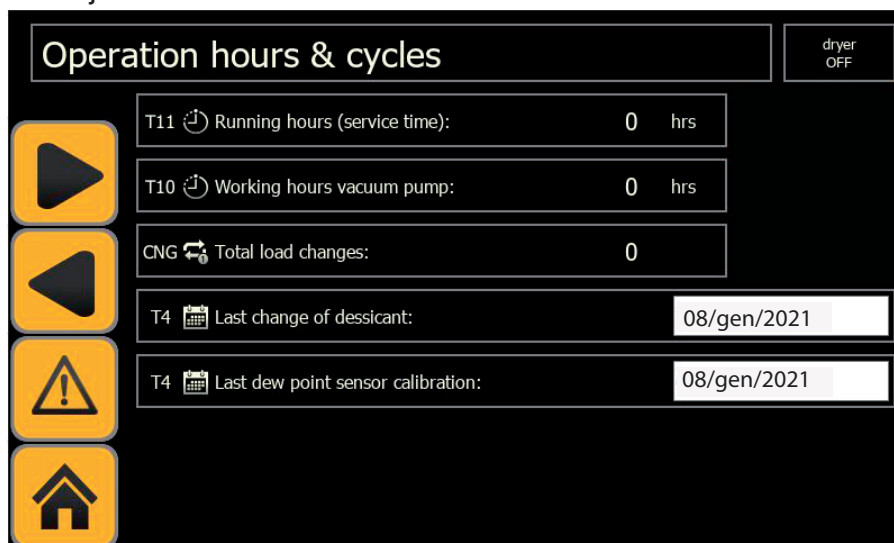 Operation hours & cycles
dryer
OFF
T11 Running hours (service time): 0 hrs
T10 Working hours vacuum pump: 0 hrs
CNG Total load changes: 0
T4 Last change of dessicant: 08/gen/2021
T4 Last dew point sensor calibration: 08/gen/2021